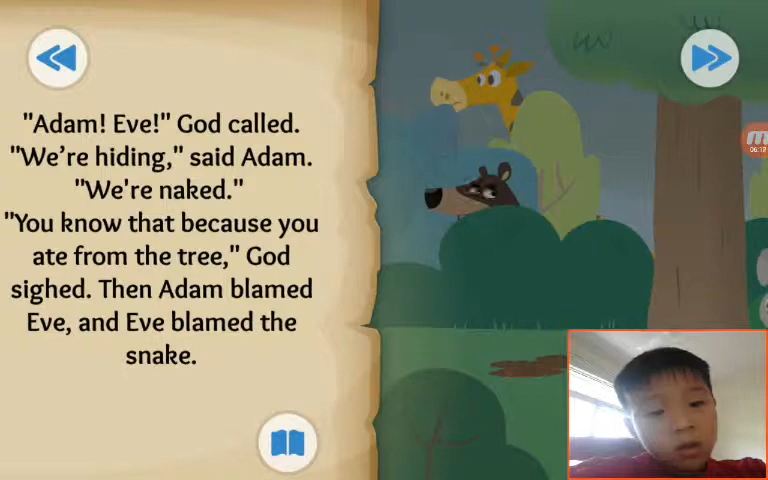 "Adam! Eve!" God called.
"We're hiding," said Adam.
"We're naked."
"You know that because you
ate from the tree," God
sighed. Then Adam blamed
Eve, and Eve blamed the
snake.